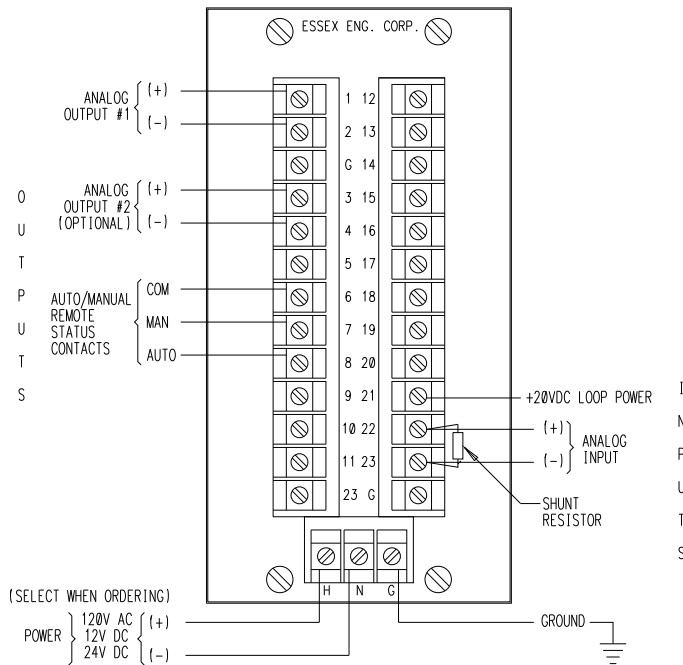 ESSEX ENG. CORP.
ANALOG
OUTPUT #1
(+)
(-)
ANALOG
OUTPUT #2
(OPTIONAL)
(+)
(-)
AUTO/MANUAL
REMOTE
STATUS
CONTACTS
COM
MAN
AUTO
O
U
T
P
U
T
S
1 12
2 13
G 14
3 15
4 16
5 17
6 18
7 19
8 20
9 21
10 22
11 23
23 G
+20VDC LOOP POWER
(+)
(-)
ANALOG
INPUT
SHUNT
RESISTOR
I
N
P
U
T
S
H N G
(SELECT WHEN ORDERING)
POWER
120V AC
12V DC
24V DC
(+)
(-)
GROUND